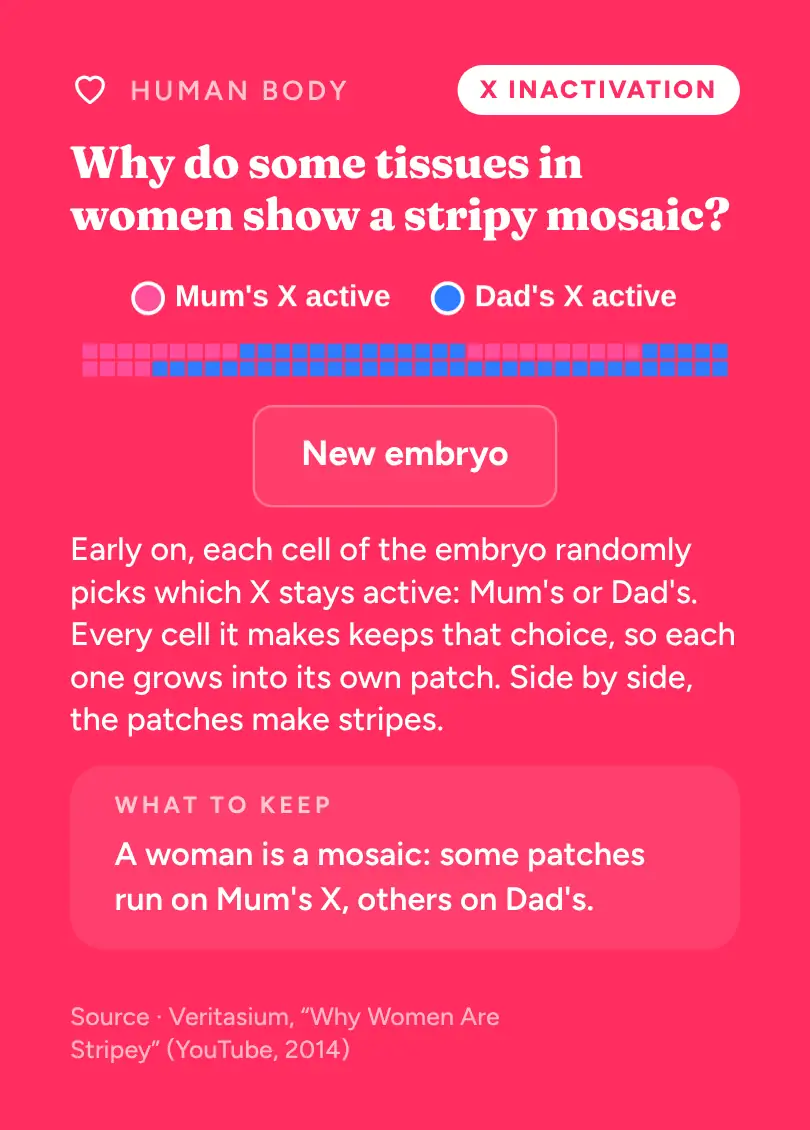 HUMAN BODY
X INACTIVATION
Why do some tissues in
women show a stripy mosaic?
Mum's X active
Dad's X active
New embryo
Early on, each cell of the embryo randomly
picks which X stays active: Mum's or Dad's.
Every cell it makes keeps that choice, so each
one grows into its own patch. Side by side,
the patches make stripes.
WHAT TO KEEP
A woman is a mosaic: some patches
run on Mum's X, others on Dad's.
Source · Veritasium, “Why Women Are
Stripey” (YouTube, 2014)